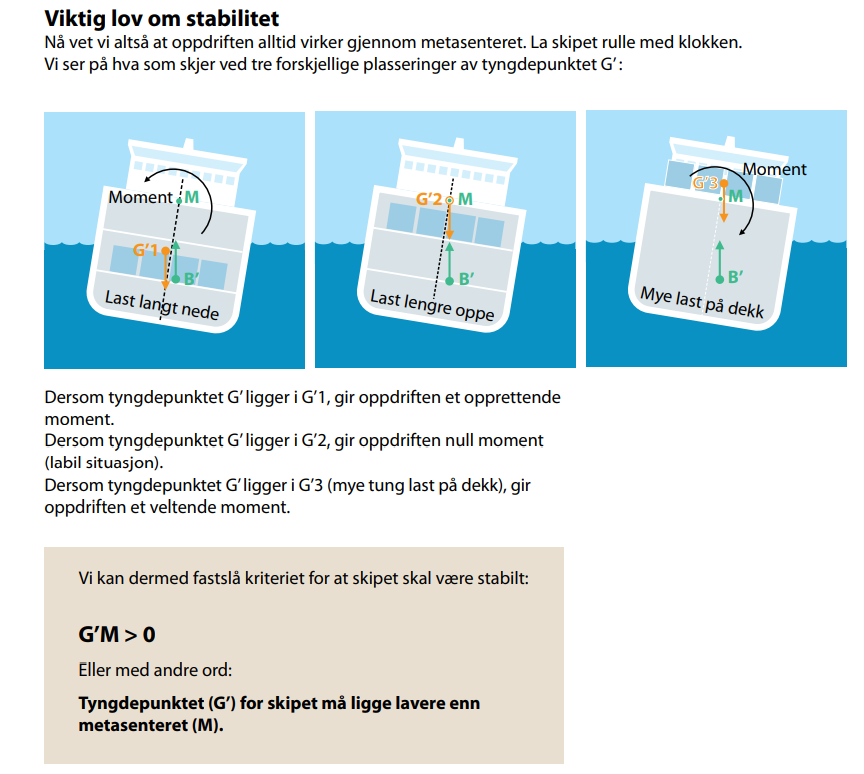 Viktig lov om stabilitet
Nå vet vi altså at oppdriften alltid virker gjennom metasenteret. La skipet rulle med klokken.
Vi ser på hva som skjer ved tre forskjellige plasseringer av tyngdepunktet G’:
Moment
M
G’1
B’
Last langt nede
G’2
M
B’
Last lengre oppe
Moment
G’3
M
B’
Mye last på dekk
Dersom tyngdepunktet G’ ligger i G’1, gir oppdriften et opprettende
moment.
Dersom tyngdepunktet G’ ligger i G’2, gir oppdriften null moment
(labil situasjon).
Dersom tyngdepunktet G’ ligger i G’3 (mye tung last på dekk), gir
oppdriften et veltende moment.
Vi kan dermed fastslå kriteriet for at skipet skal være stabilt:
G’M > 0
Eller med andre ord:
Tyngdepunktet (G’) for skipet må ligge lavere enn
metasenteret (M).